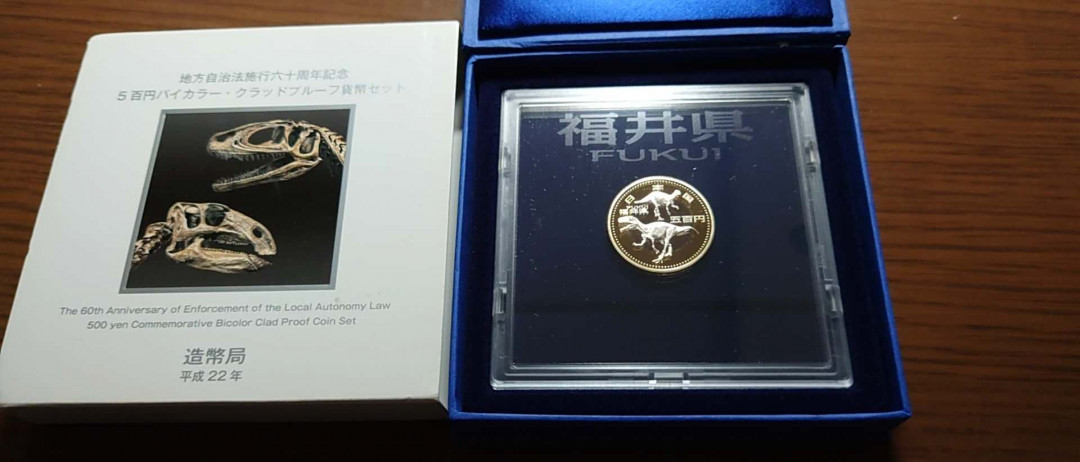 地方自治法施行六十周年記念
5百円バイカラー・クラッドプルーフ貨幣セット
The 60th Anniversary of Enforcement of the Local Autonomy Law
500 yen Commemorative Bicolor Clad Proof Coin Set
造幣局
平成22年
福井県
FUKUI
日本国
福井県
五百円